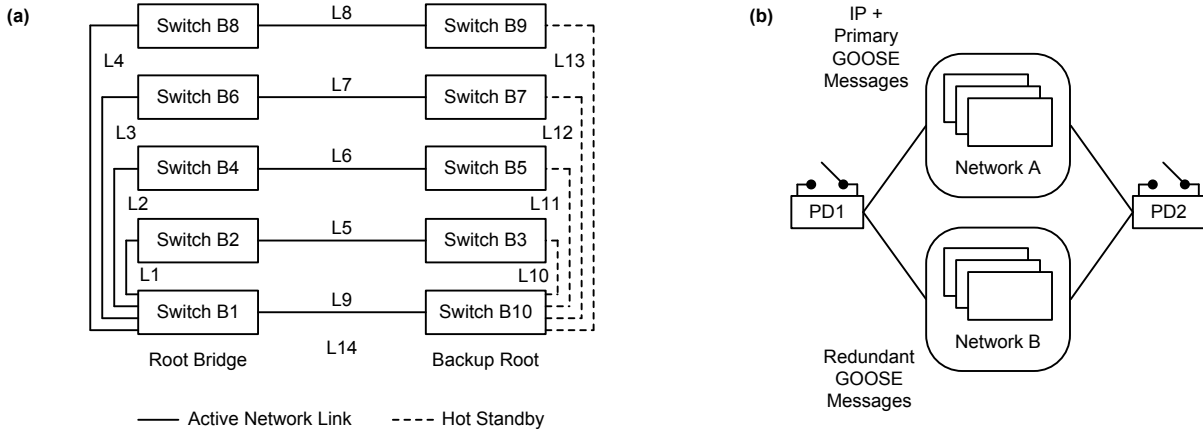 (a)
Switch B8
L8
Switch B9
L4
L13
Switch B6
L7
Switch B7
L3
L12
Switch B4
L6
Switch B5
L2
L11
Switch B2
L5
Switch B3
L1
L10
Switch B1
L9
Switch B10
L14
Root Bridge
Backup Root
Active Network Link
Hot Standby
(b)
IP +
Primary
GOOSE
Messages
Network A
PD1
PD2
Network B
Redundant
GOOSE
Messages